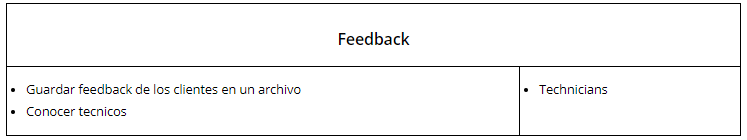 Feedback
• Guardar feedback de los clientes en un archivo
• Conocer tecnicos
• Technicians